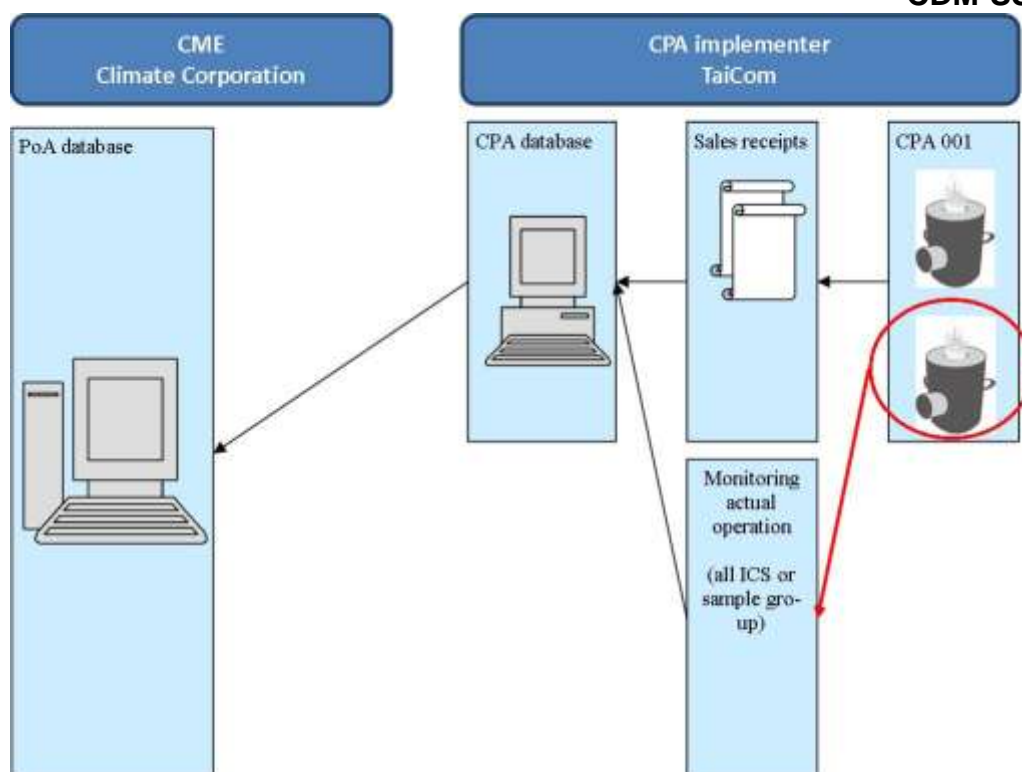 CME
Climate Corporation
CPA implementer
TaiCom
PoA database
CPA database
Sales receipts
CPA 001
Monitoring
actual
operation
(all ICS or
sample gro-
up)